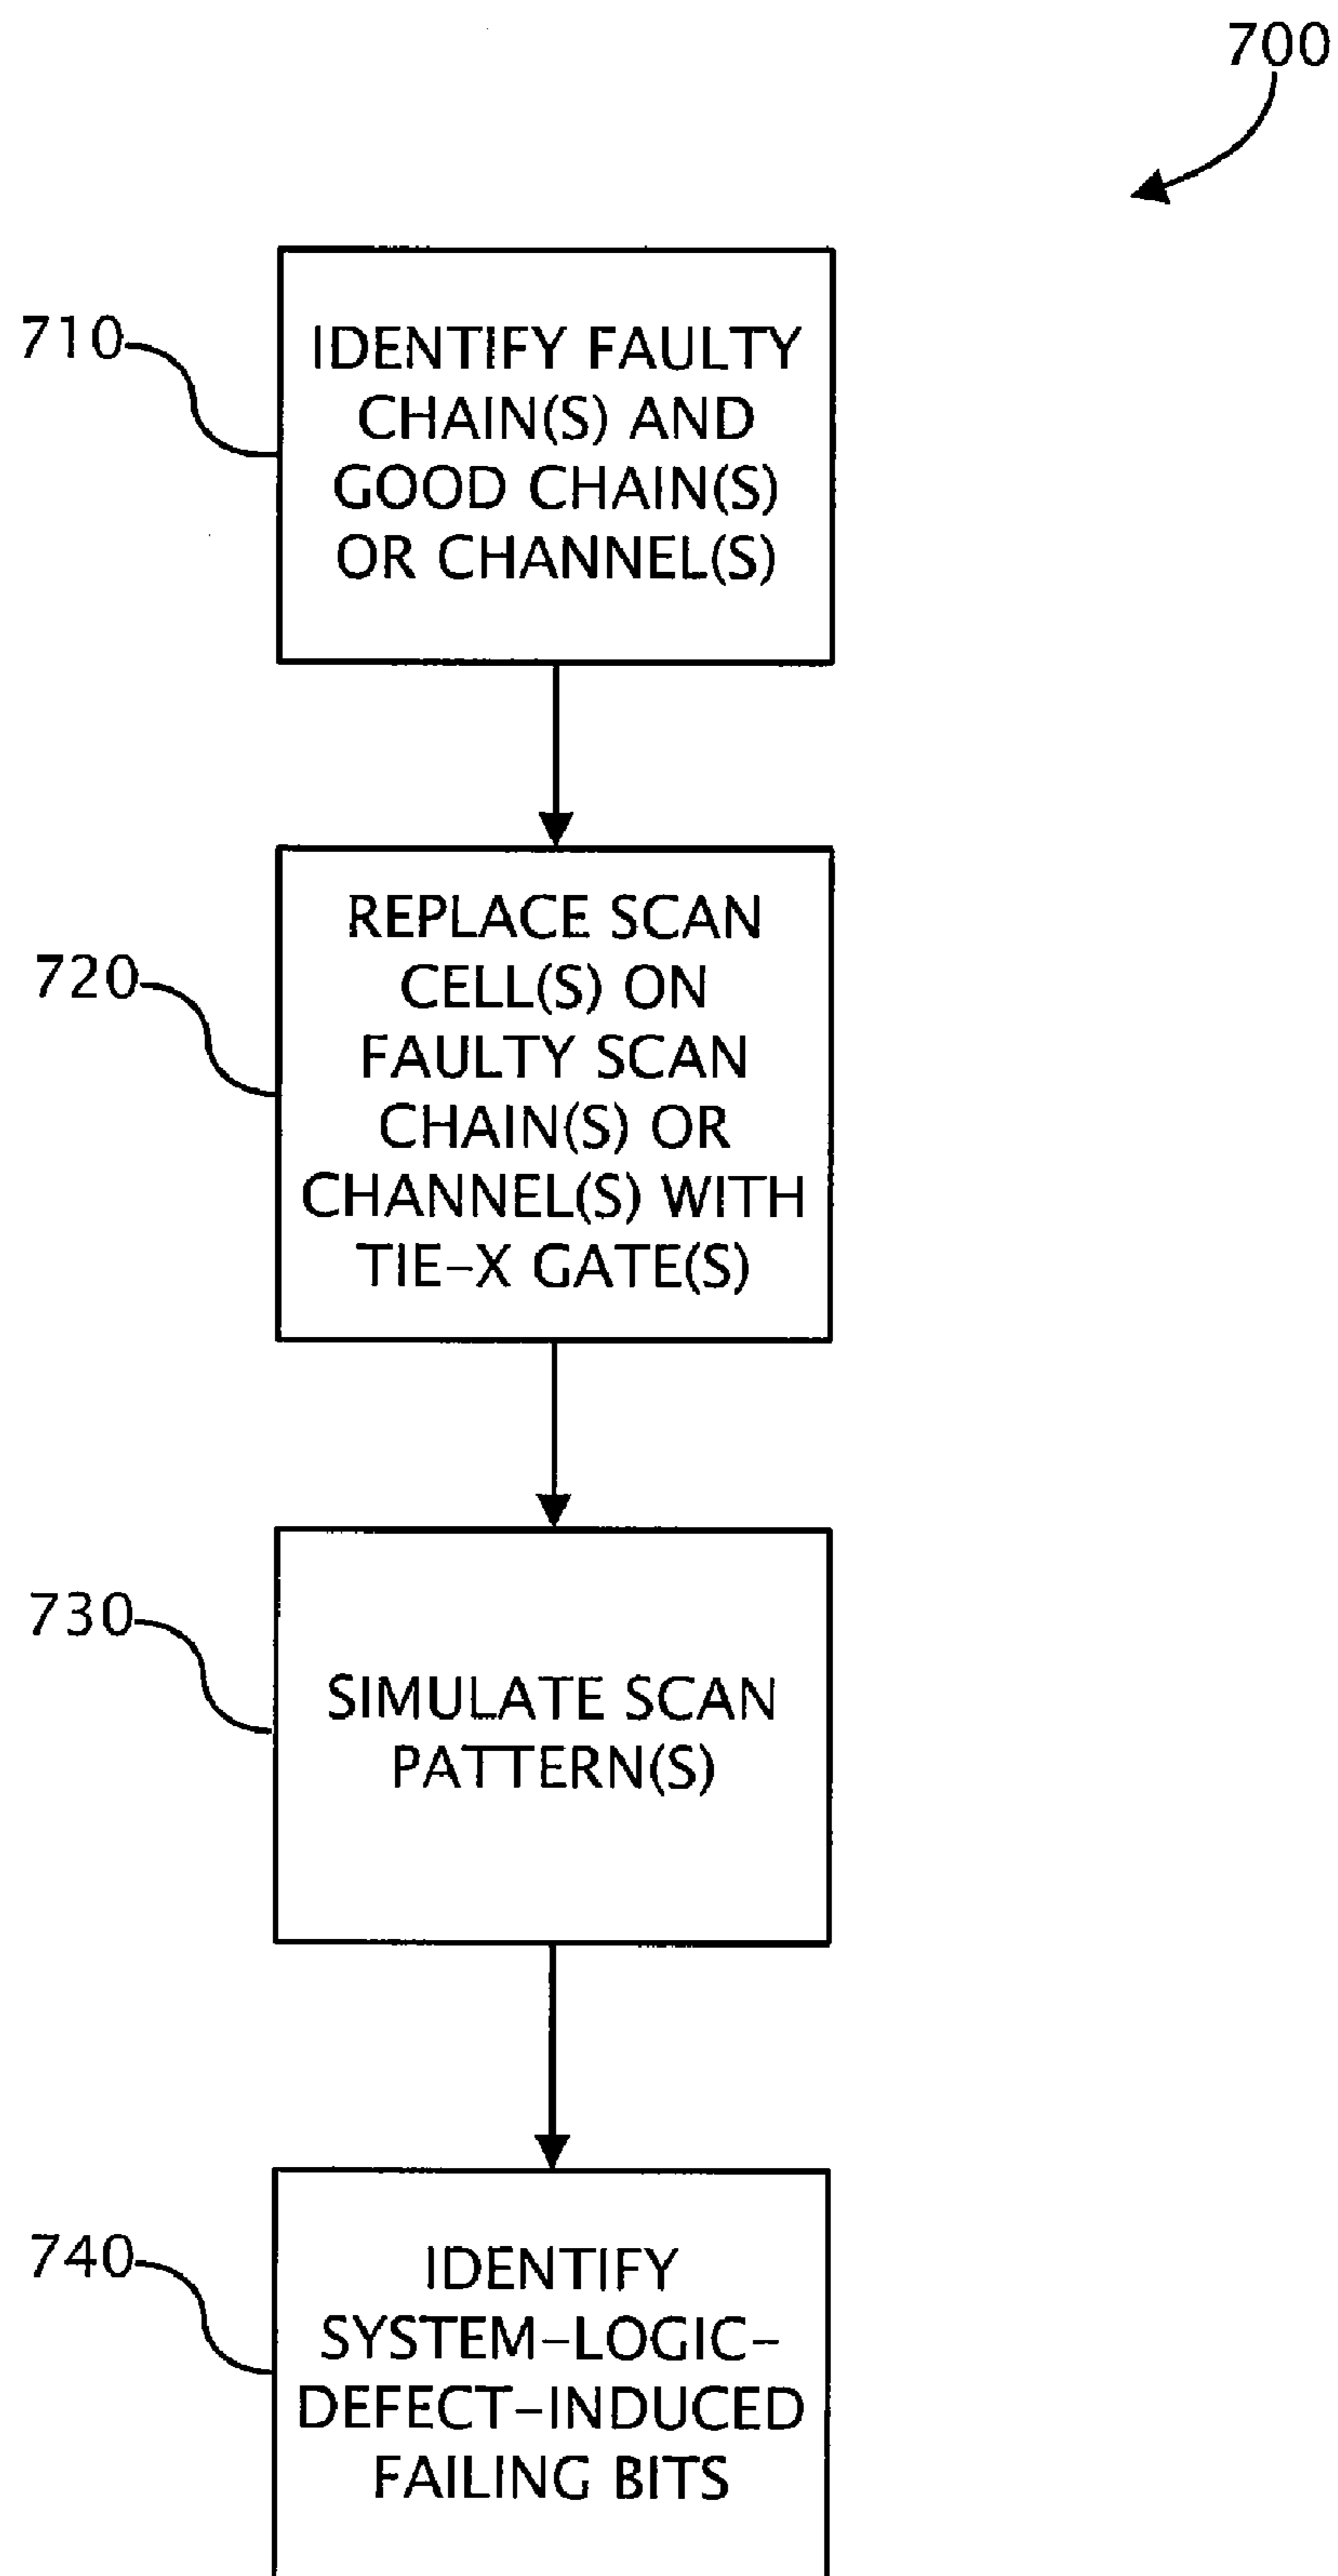 700
710
IDENTIFY FAULTY
CHAIN(S) AND
GOOD CHAIN(S)
OR CHANNEL(S)
720
REPLACE SCAN
CELL(S) ON
FAULTY SCAN
CHAIN(S) OR
CHANNEL(S) WITH
TIE-X GATE(S)
730
SIMULATE SCAN
PATTERN(S)
740
IDENTIFY
SYSTEM-LOGIC-
DEFECT-INDUCED
FAILING BITS